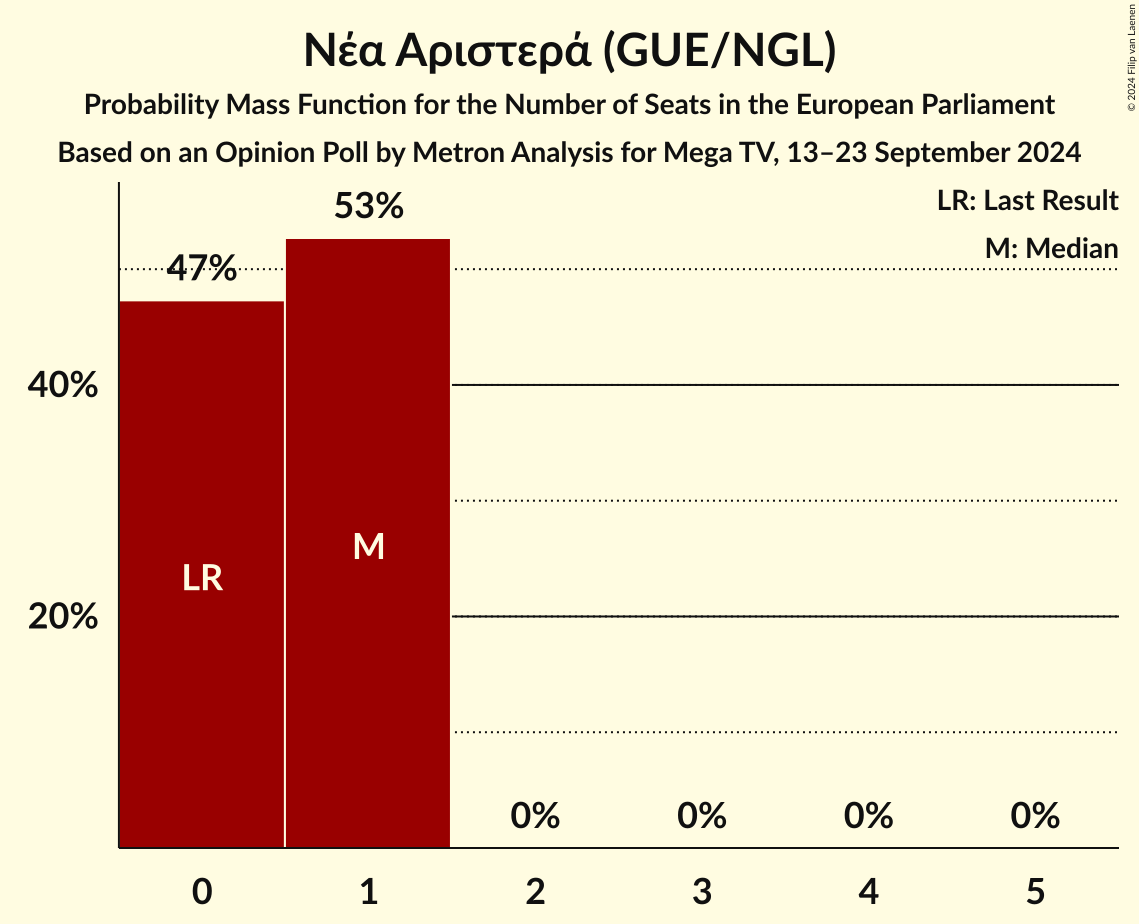 Νέα Αριστερά (GUE/NGL)
Probability Mass Function for the Number of Seats in the European Parliament
Based on an Opinion Poll by Metron Analysis for Mega TV, 13–23 September 2024
© 2024 Filip van Laenen
LR: Last Result
M: Median
53%
47%
40%
20%
LR
M
0%
0%
0%
0%
0 1 2 3 4 5